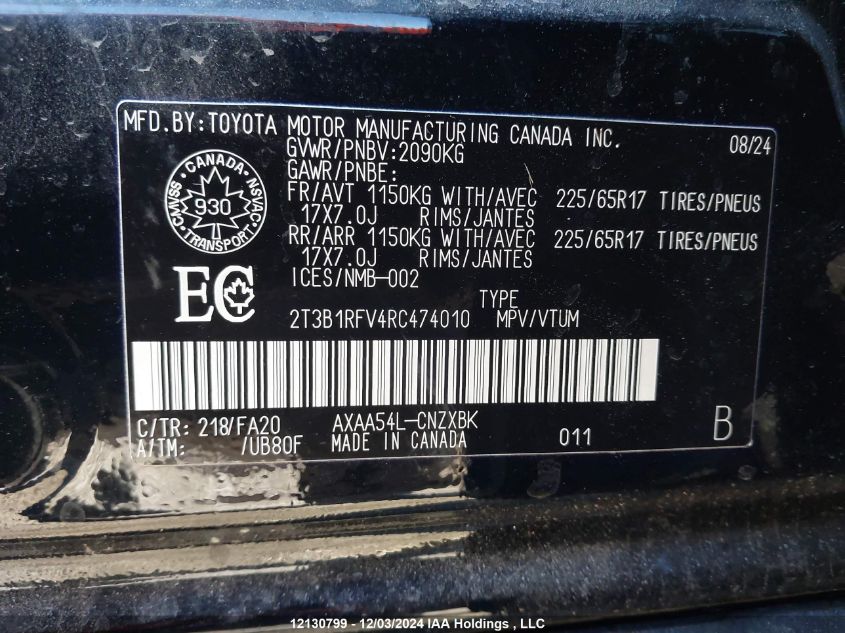 MFD.BY:TOYOTA MOTOR MANUFACTURING CANADA INC. 08/24
GVWR/PNBV:2090KG
GAWR/PNBE:
FR/AVT 1150KG WITH/AVEC 225/65R17 TIRES/PNEUS
17X7.0J RIMS/JANTES
RR/ARR 1150KG WITH/AVEC 225/65R17 TIRES/PNEUS
17X7.0J RIMS/JANTES
ICES/NMB-002
CANADA
CMVSS NSVAC
930
TRANSPORT
EC
TYPE
2T3B1RFV4RC474010 MPV/VTUM
C/TR: 218/FA20 AXAA54L-CNZXBK
A/TM: /UB80F MADE IN CANADA 011 B
12130799 - 12/03/2024 IAA Holdings , LLC